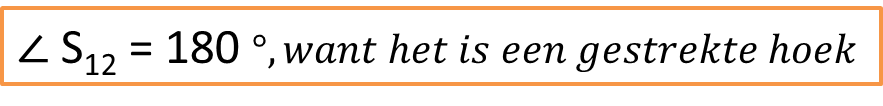 ∠ S₁₂ = 180 °, want het is een gestrekte hoek